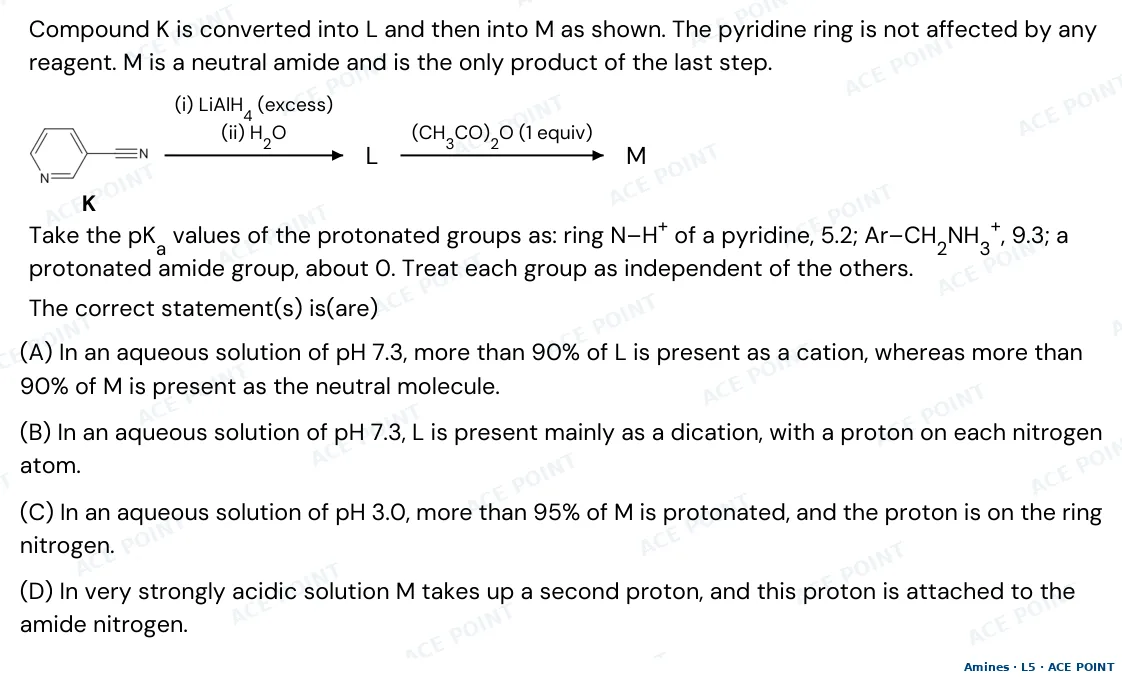 Compound K is converted into L and then into M as shown. The pyridine ring is not affected by any
reagent. M is a neutral amide and is the only product of the last step.
(i) LiAlH4 (excess)
(ii) H2O
(CH3CO)2O (1 equiv)
N
N
L
M
K
Take the pKa values of the protonated groups as: ring N–H+ of a pyridine, 5.2; Ar–CH2NH3+, 9.3; a
protonated amide group, about 0. Treat each group as independent of the others.
The correct statement(s) is(are)
(A) In an aqueous solution of pH 7.3, more than 90% of L is present as a cation, whereas more than
90% of M is present as the neutral molecule.
(B) In an aqueous solution of pH 7.3, L is present mainly as a dication, with a proton on each nitrogen
atom.
(C) In an aqueous solution of pH 3.0, more than 95% of M is protonated, and the proton is on the ring
nitrogen.
(D) In very strongly acidic solution M takes up a second proton, and this proton is attached to the
amide nitrogen.
Amines · L5 · ACE POINT